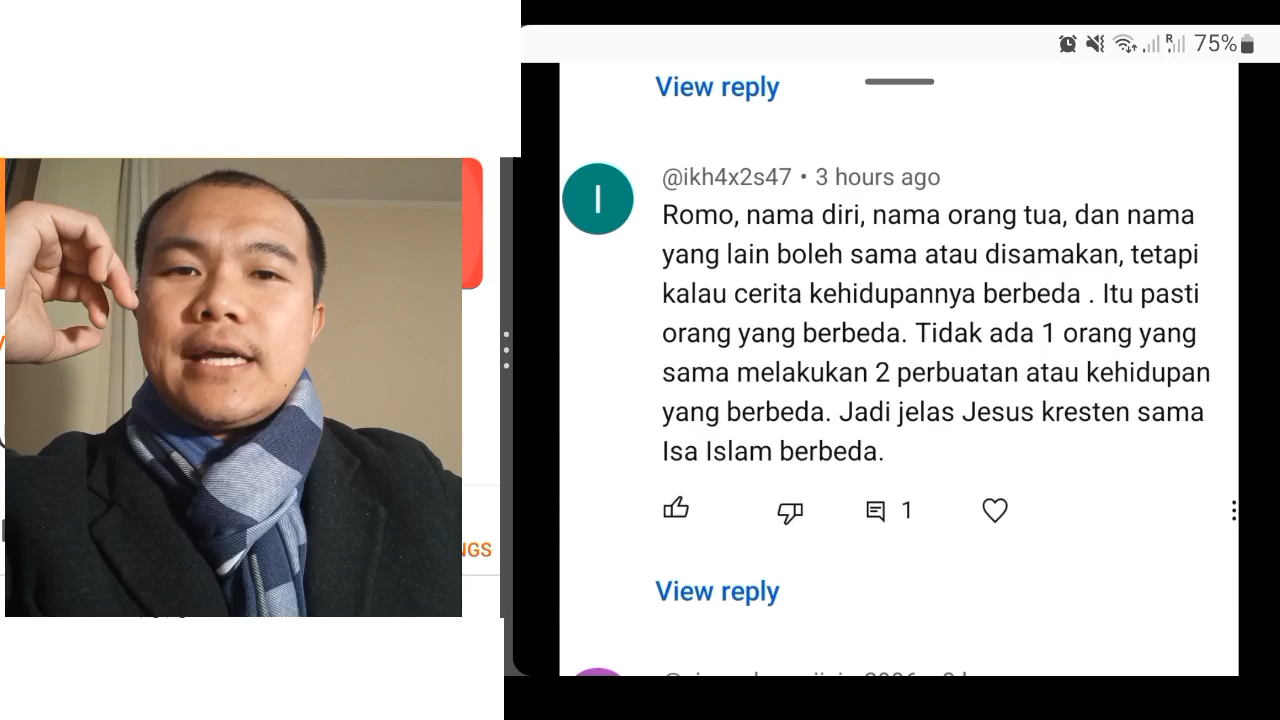 75%
View reply
@ikh4x2s47 • 3 hours ago
Romo, nama diri, nama orang tua, dan nama
yang lain boleh sama atau disamakan, tetapi
kalau cerita kehidupannya berbeda . Itu pasti
orang yang berbeda. Tidak ada 1 orang yang
sama melakukan 2 perbuatan atau kehidupan
yang berbeda. Jadi jelas Jesus kresten sama
Isa Islam berbeda.
1
View reply